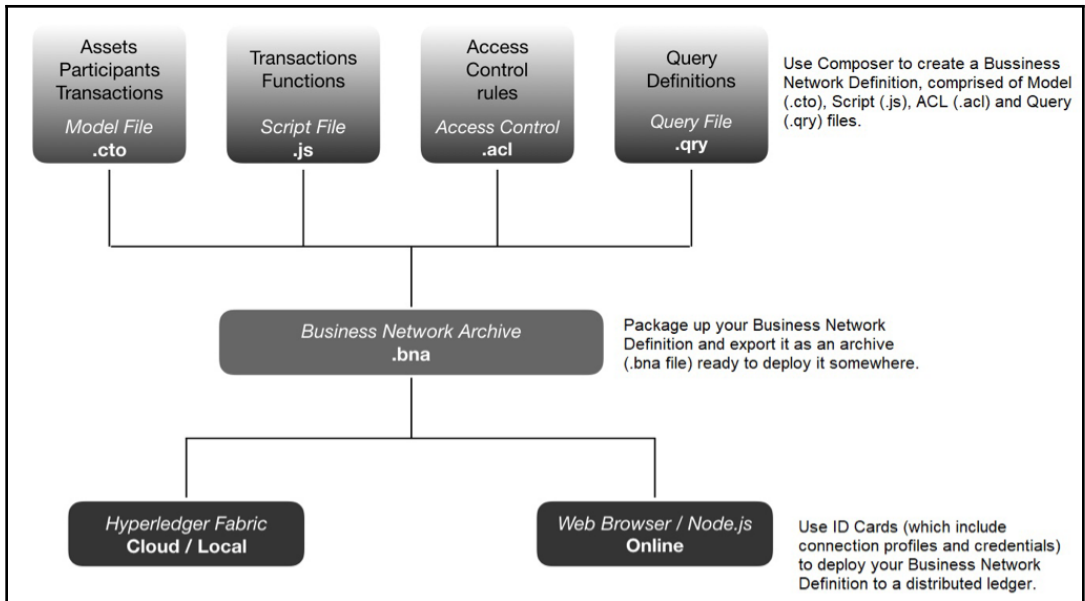 Assets
Participants
Transactions
Model File
.cto
Transactions
Functions
Script File
.js
Access
Control
rules
Access Control
.acl
Query
Definitions
Query File
.qry
Use Composer to create a Bussiness
Network Definition, comprised of Model
(.cto), Script (.js), ACL (.acl) and Query
(.qry) files.
Business Network Archive
.bna
Package up your Business Network
Definition and export it as an archive
(.bna file) ready to deploy it somewhere.
Hyperledger Fabric
Cloud / Local
Web Browser / Node.js
Online
Use ID Cards (which include
connection profiles and credentials)
to deploy your Business Network
Definition to a distributed ledger.